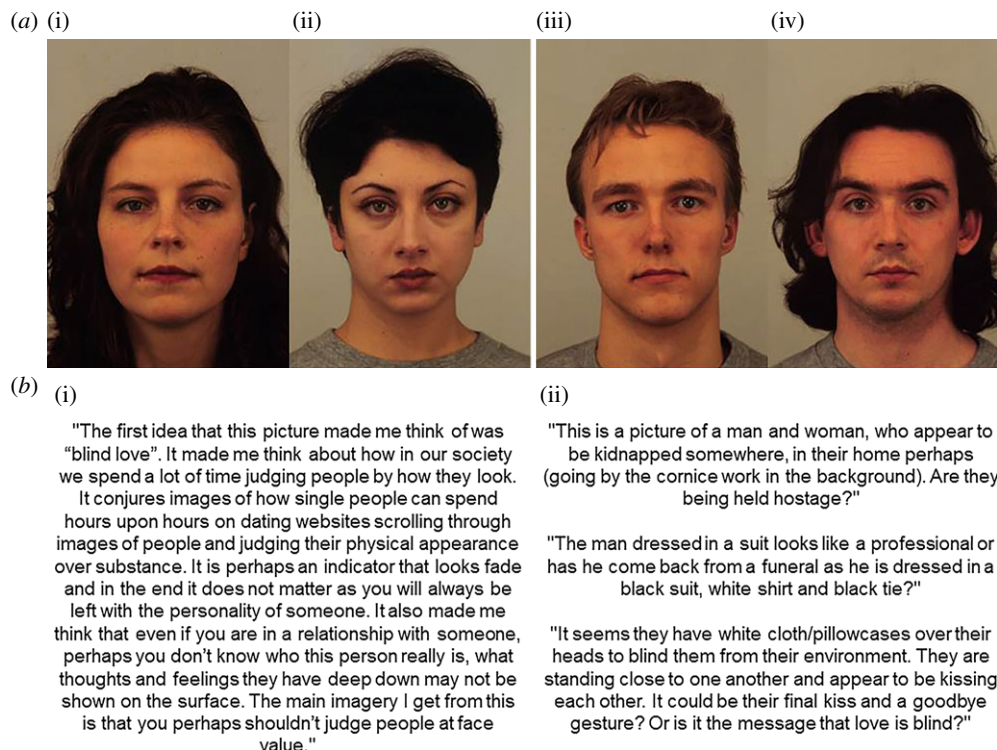 (a) (i) (ii) (iii) (iv)
(b) (i) (ii)
"The first idea that this picture made me think of was
“blind love”. It made me think about how in our society
we spend a lot of time judging people by how they look.
It conjures images of how single people can spend
hours upon hours on dating websites scrolling through
images of people and judging their physical appearance
over substance. It is perhaps an indicator that looks fade
and in the end it does not matter as you will always be
left with the personality of someone. It also made me
think that even if you are in a relationship with someone,
perhaps you don’t know who this person really is, what
thoughts and feelings they have deep down may not be
shown on the surface. The main imagery I get from this
is that you perhaps shouldn’t judge people at face
value."
"This is a picture of a man and woman, who appear to
be kidnapped somewhere, in their home perhaps
(going by the cornice work in the background). Are they
being held hostage?"
"The man dressed in a suit looks like a professional or
has he come back from a funeral as he is dressed in a
black suit, white shirt and black tie?"
"It seems they have white cloth/pillowcases over their
heads to blind them from their environment. They are
standing close to one another and appear to be kissing
each other. It could be their final kiss and a goodbye
gesture? Or is it the message that love is blind?"